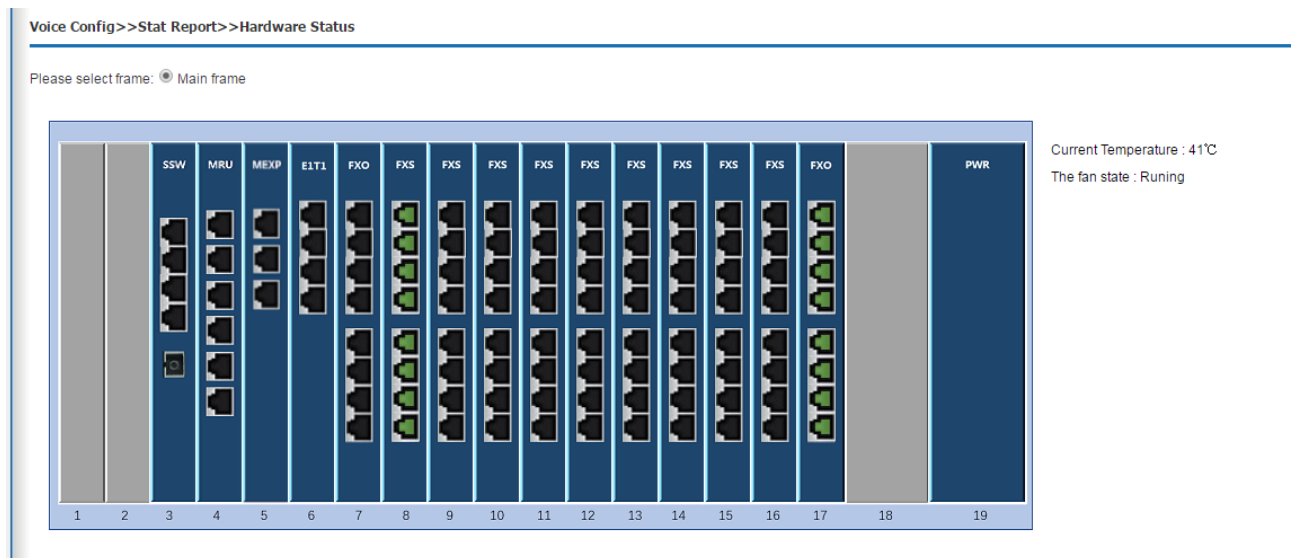 Voice Config>>Stat Report>>Hardware Status
Please select frame: Main frame
SSW MRU MEXP E1T1 FXO FXS FXS FXS FXS FXS FXS FXS FXS FXS FXO PWR
Current Temperature : 41℃
The fan state : Runing
1 2 3 4 5 6 7 8 9 10 11 12 13 14 15 16 17 18 19